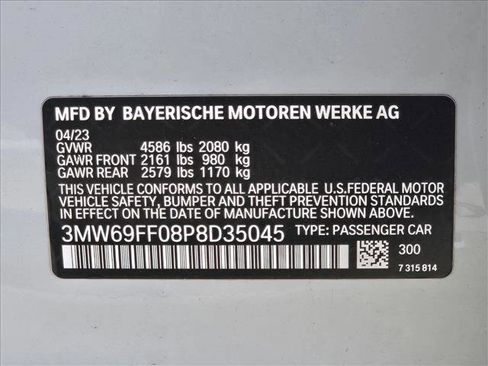 MFD BY BAYERISCHE MOTOREN WERKE AG
04/23
GVWR 4586 lbs 2080 kg
GAWR FRONT 2161 lbs 980 kg
GAWR REAR 2579 lbs 1170 kg
THIS VEHICLE CONFORMS TO ALL APPLICABLE U.S.FEDERAL MOTOR
VEHICLE SAFETY, BUMPER AND THEFT PREVENTION STANDARDS
IN EFFECT ON THE DATE OF MANUFACTURE SHOWN ABOVE.
3MW69FF08P8D35045 TYPE: PASSENGER CAR
300
7 315 814